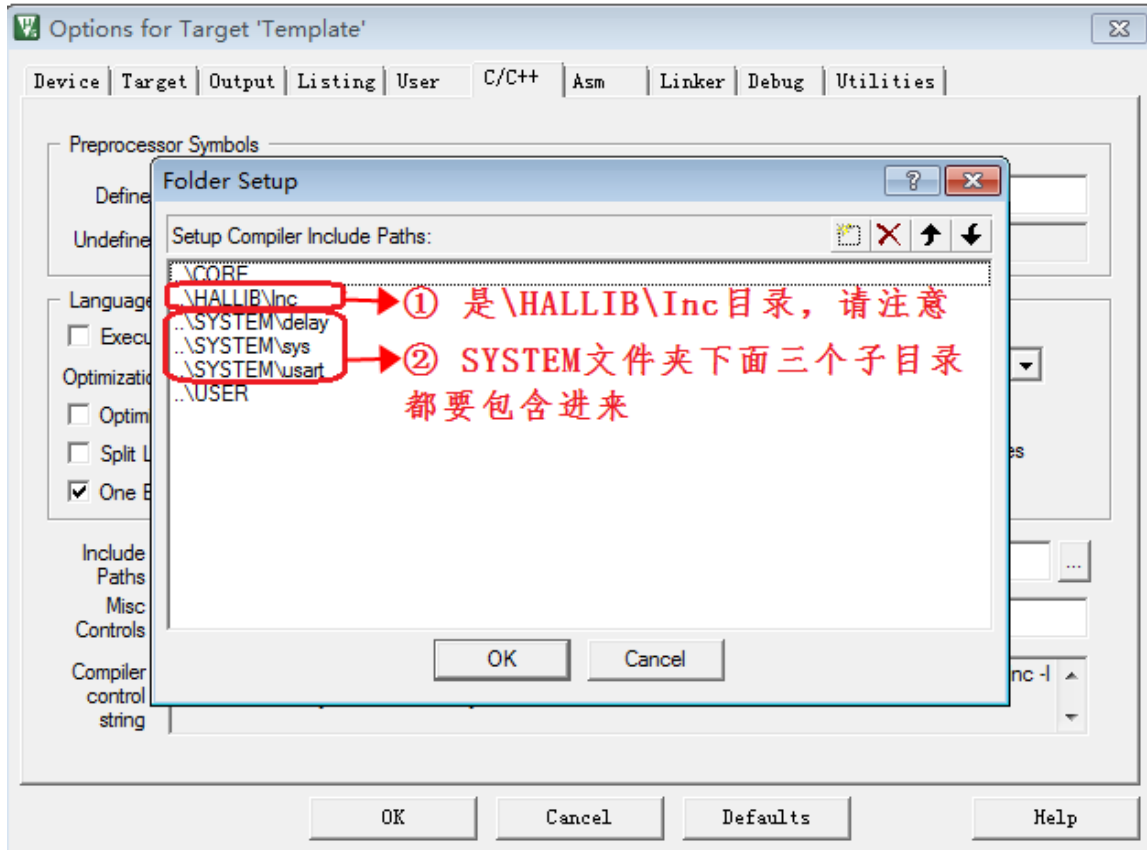 Options for Target 'Template'
Device Target Output Listing User C/C++ Asm Linker Debug Utilities
Preprocessor Symbols
Define
Undefine
Folder Setup
Setup Compiler Include Paths:
..\CORE
..\HALLIB\Inc
..\SYSTEM\delay
..\SYSTEM\sys
..\SYSTEM\usart
..\USER
① 是\HALLIB\Inc目录，请注意
② SYSTEM文件夹下面三个子目录
都要包含进来
OK Cancel
Language
Execu
Optimizatio
Optim
Split L
es
One E
Include
Paths
...
Misc
Controls
Compiler
control
string
nc -I
OK Cancel Defaults Help